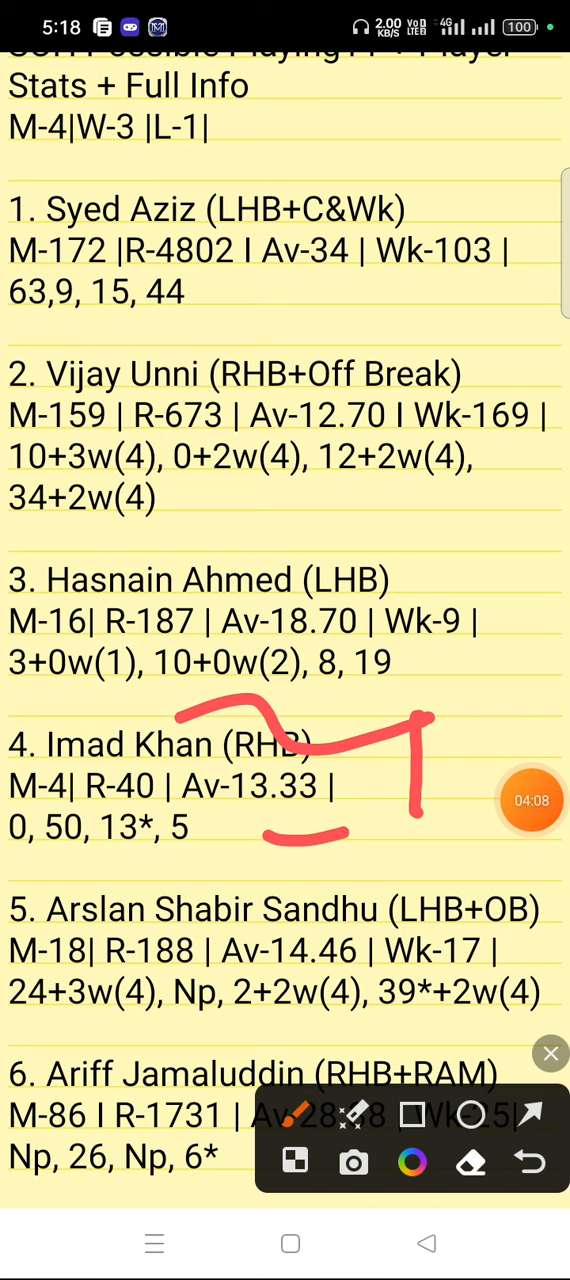 5:18
2.00 KB/S
Vo) LTE2
4G
100
Stats + Full Info
M-4|W-3 |L-1|
1. Syed Aziz (LHB+C&Wk)
M-172 |R-4802 I Av-34 | Wk-103 |
63,9, 15, 44
2. Vijay Unni (RHB+Off Break)
M-159 | R-673 | Av-12.70 I Wk-169 |
10+3w(4), 0+2w(4), 12+2w(4),
34+2w(4)
3. Hasnain Ahmed (LHB)
M-16| R-187 | Av-18.70 | Wk-9 |
3+0w(1), 10+0w(2), 8, 19
4. Imad Khan (RHB)
M-4| R-40 | Av-13.33 |
0, 50, 13*, 5
04:08
5. Arslan Shabir Sandhu (LHB+OB)
M-18| R-188 | Av-14.46 | Wk-17 |
24+3w(4), Np, 2+2w(4), 39*+2w(4)
6. Ariff Jamaluddin (RHB+RAM)
M-86 I R-1731 |
Np, 26, Np, 6*